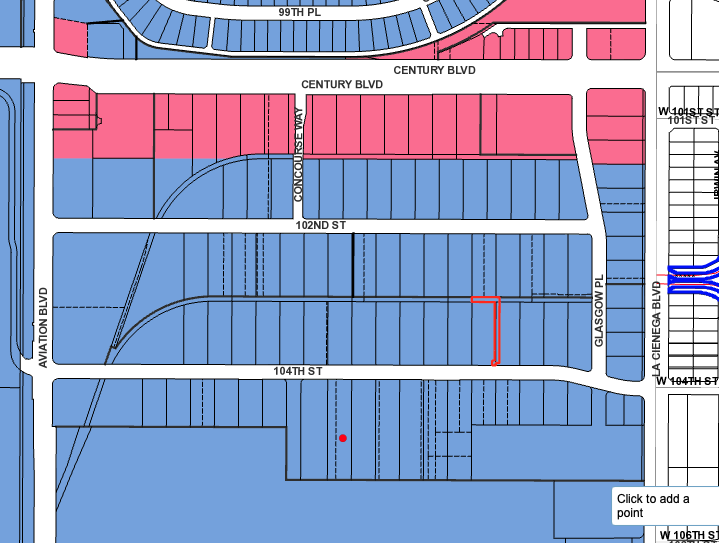 99TH PL
CENTURY BLVD
CENTURY BLVD
W 101ST ST
101ST ST
CONCOURSE WAY
102ND ST
AVIATION BLVD
GLASGOW PL
LA CIENEGA BLVD
104TH ST
W 104TH ST
Click to add a
point
W 106TH ST